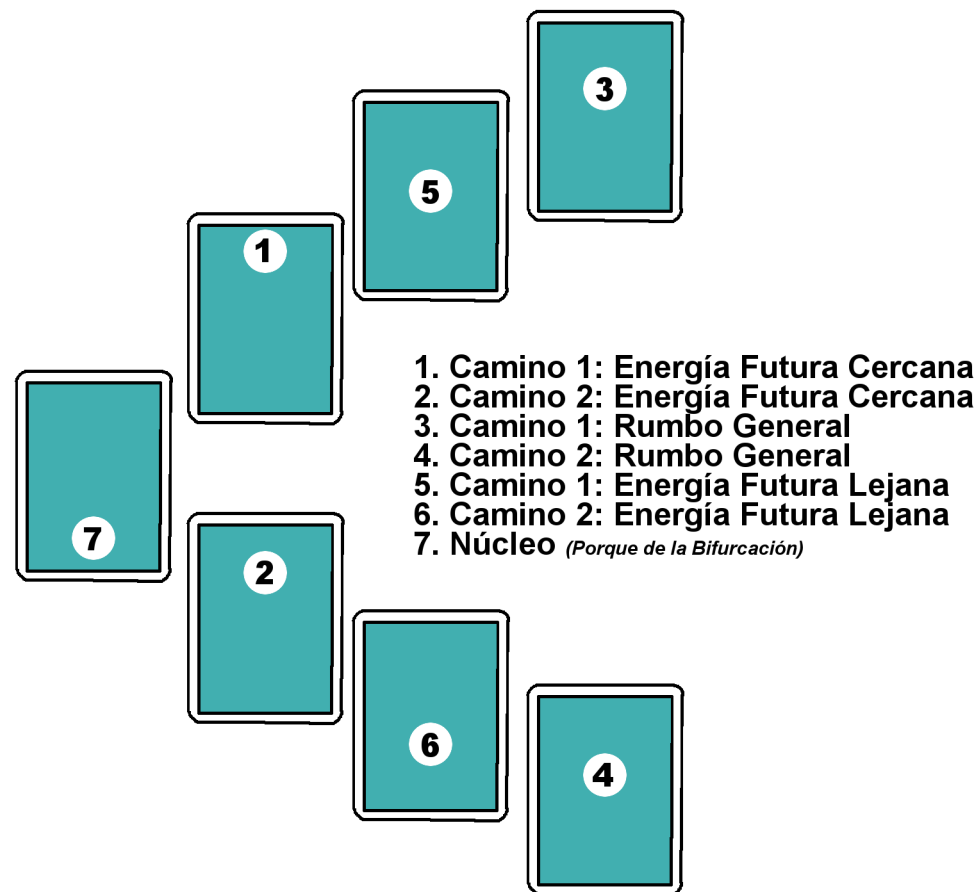 3
5
1
1. Camino 1: Energía Futura Cercana
2. Camino 2: Energía Futura Cercana
3. Camino 1: Rumbo General
4. Camino 2: Rumbo General
5. Camino 1: Energía Futura Lejana
6. Camino 2: Energía Futura Lejana
7. Núcleo (Porque de la Bifurcación)
7
2
6
4